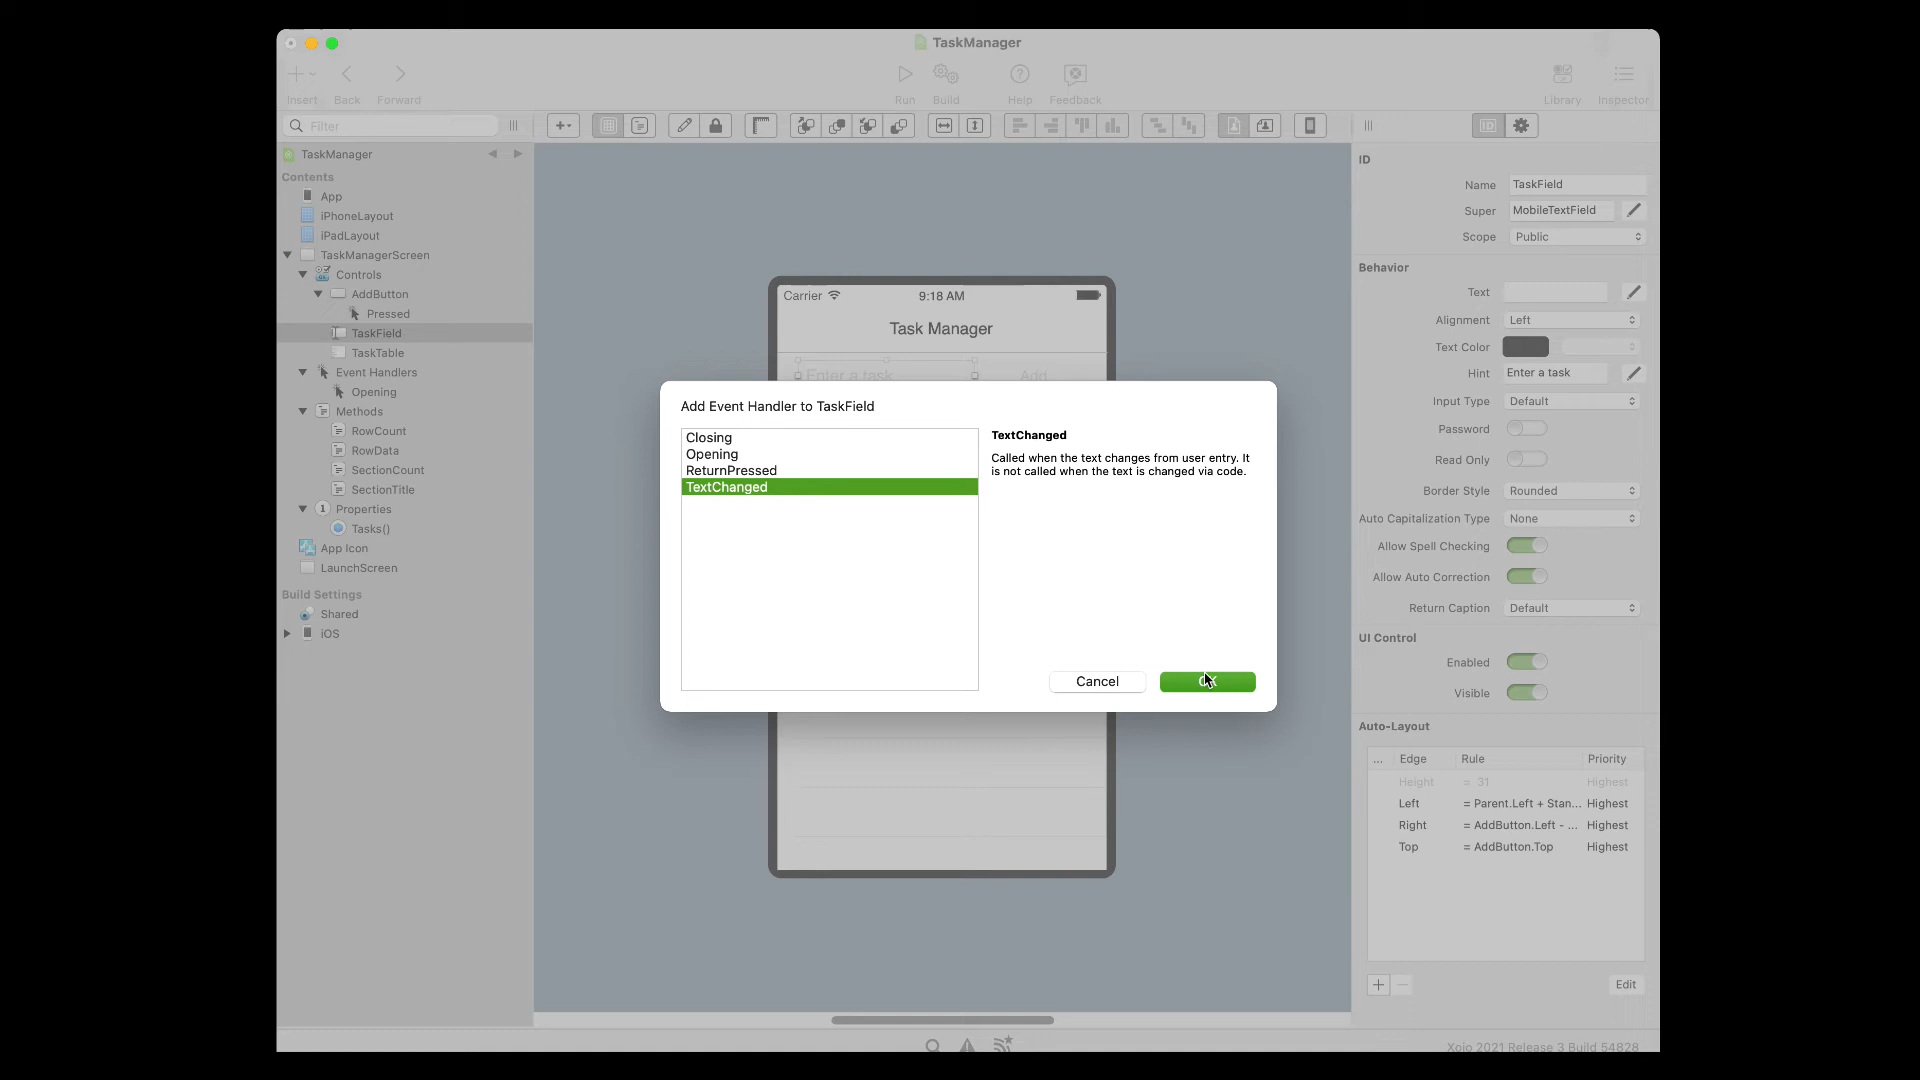 TaskManager
Insert Back Forward Run Build Help Feedback Library Inspector
Filter
TaskManager
Contents
App
iPhoneLayout
iPadLayout
TaskManagerScreen
Controls
AddButton
Pressed
TaskField
TaskTable
Event Handlers
Opening
Methods
RowCount
RowData
SectionCount
SectionTitle
Properties
Tasks()
App Icon
LaunchScreen
Build Settings
Shared
iOS
Carrier 9:18 AM
Task Manager
Enter a task Add
Add Event Handler to TaskField
Closing
Opening
ReturnPressed
TextChanged
TextChanged
Called when the text changes from user entry. It
is not called when the text is changed via code.
Cancel OK
ID
ID
Name TaskField
Super MobileTextField
Scope Public
Behavior
Text
Alignment Left
Text Color
Hint Enter a task
Input Type Default
Password
Read Only
Border Style Rounded
Auto Capitalization Type None
Allow Spell Checking
Allow Auto Correction
Return Caption Default
UI Control
Enabled
Visible
Auto-Layout
... Edge Rule Priority
Height = 31 Highest
Left = Parent.Left + Stan... Highest
Right = AddButton.Left - ... Highest
Top = AddButton.Top Highest
Edit
Xojo 2021 Release 3 Build 54828